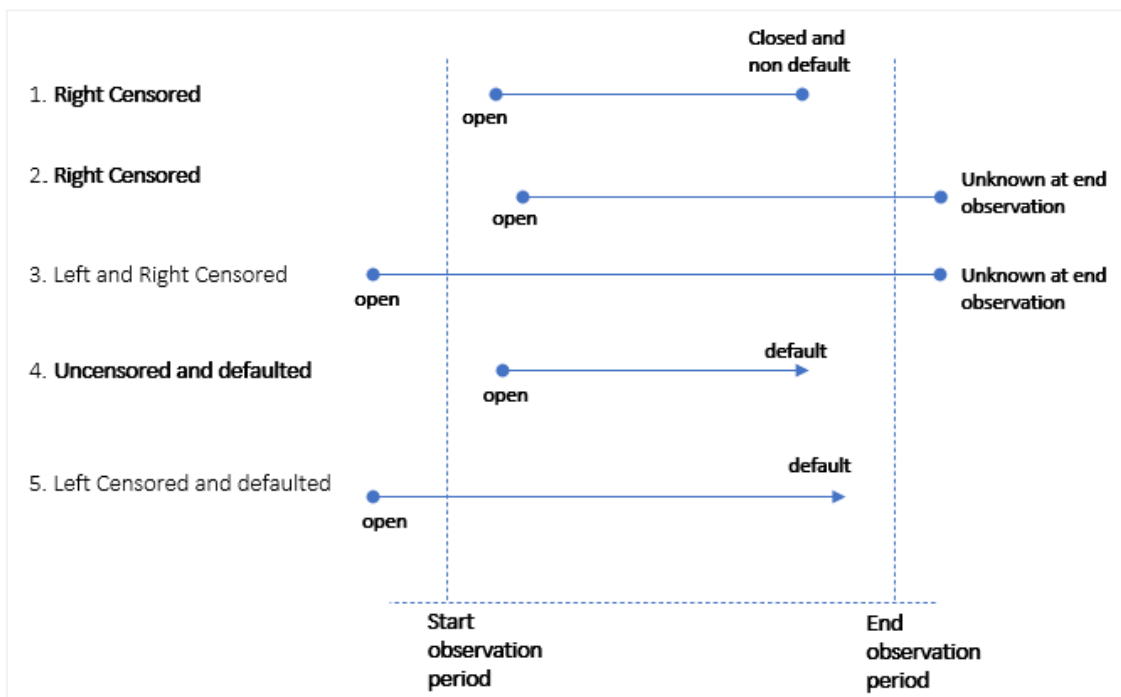 Closed and
non default
1. Right Censored
open
2. Right Censored
Unknown at end
observation
open
3. Left and Right Censored
Unknown at end
observation
open
default
4. Uncensored and defaulted
open
default
5. Left Censored and defaulted
open
Start
observation
period
End
observation
period